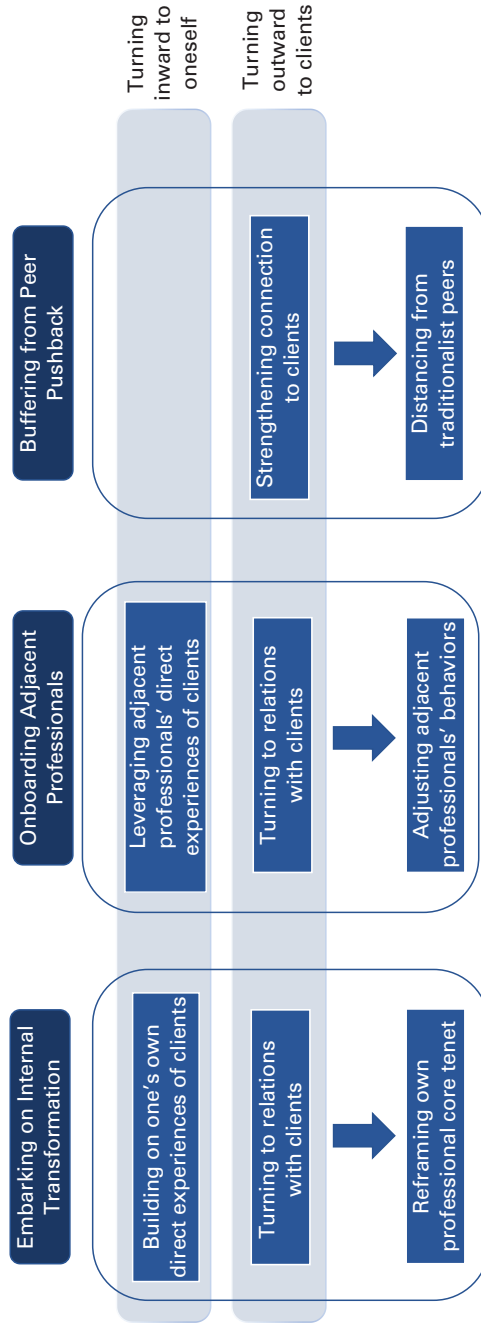 Embarking on Internal
Transformation
Building on one's own
direct experiences of clients
Turning to relations
with clients
Reframing own
professional core tenet
Onboarding Adjacent
Professionals
Leveraging adjacent
professionals' direct
experiences of clients
Turning to relations
with clients
Adjusting adjacent
professionals' behaviors
Buffering from Peer
Pushback
Strengthening connection
to clients
Distancing from
traditionalist peers
Turning
inward to
oneself
Turning
outward
to clients